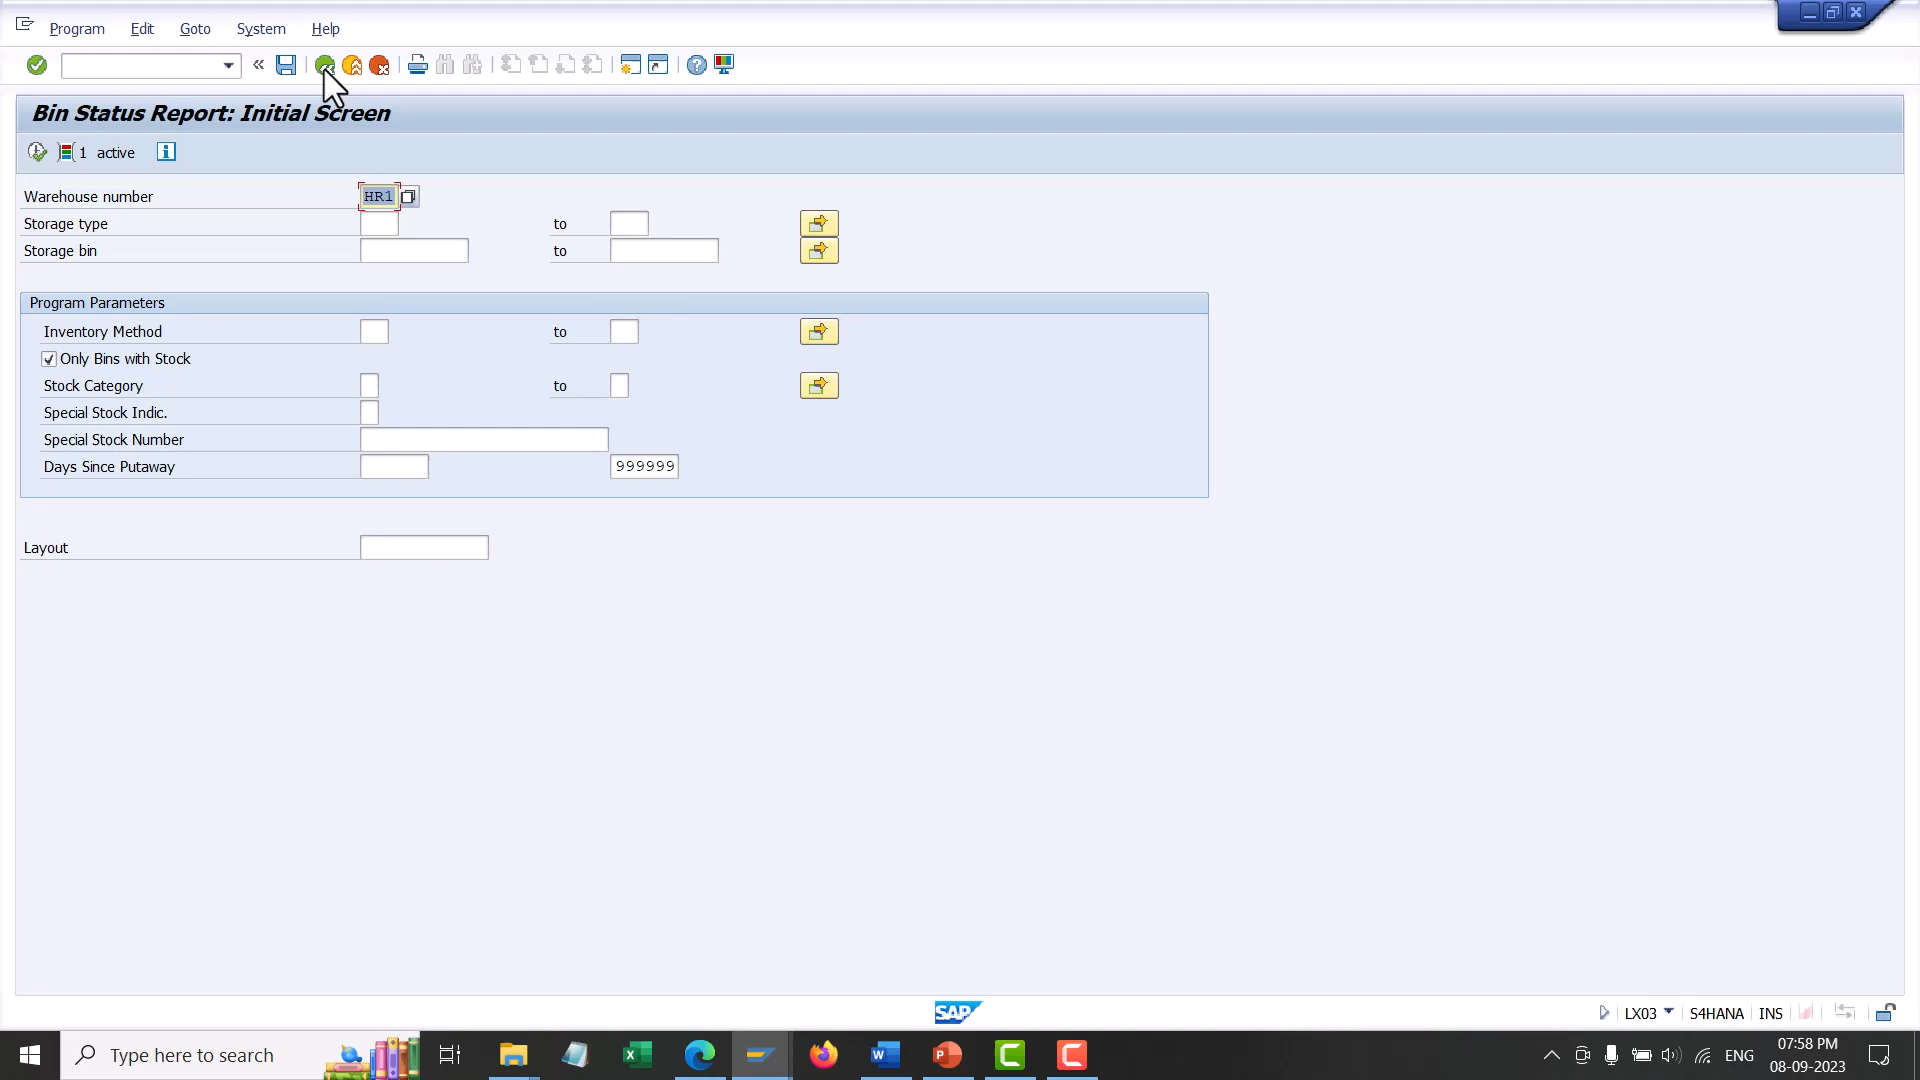 Program Edit Goto System Help
Bin Status Report: Initial Screen
1 active
Warehouse number HR1
Storage type to
Storage bin to
Program Parameters
Inventory Method to
Only Bins with Stock
Stock Category to
Special Stock Indic.
Special Stock Number
Days Since Putaway 999999
Layout
SAP LX03 S4HANA INS
Type here to search ENG 07:58 PM
08-09-2023